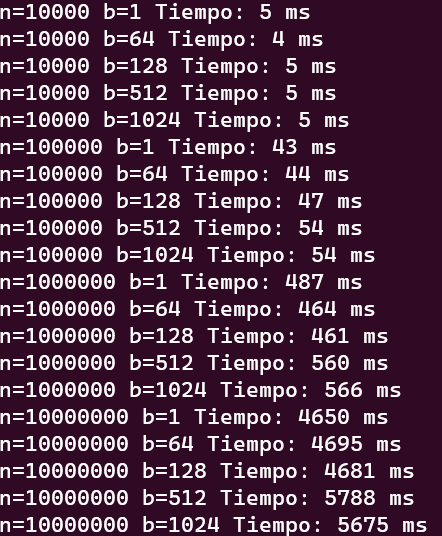 n=10000 b=1 Tiempo: 5 ms
n=10000 b=64 Tiempo: 4 ms
n=10000 b=128 Tiempo: 5 ms
n=10000 b=512 Tiempo: 5 ms
n=10000 b=1024 Tiempo: 5 ms
n=100000 b=1 Tiempo: 43 ms
n=100000 b=64 Tiempo: 44 ms
n=100000 b=128 Tiempo: 47 ms
n=100000 b=512 Tiempo: 54 ms
n=100000 b=1024 Tiempo: 54 ms
n=1000000 b=1 Tiempo: 487 ms
n=1000000 b=64 Tiempo: 464 ms
n=1000000 b=128 Tiempo: 461 ms
n=1000000 b=512 Tiempo: 560 ms
n=1000000 b=1024 Tiempo: 566 ms
n=10000000 b=1 Tiempo: 4650 ms
n=10000000 b=64 Tiempo: 4695 ms
n=10000000 b=128 Tiempo: 4681 ms
n=10000000 b=512 Tiempo: 5788 ms
n=10000000 b=1024 Tiempo: 5675 ms